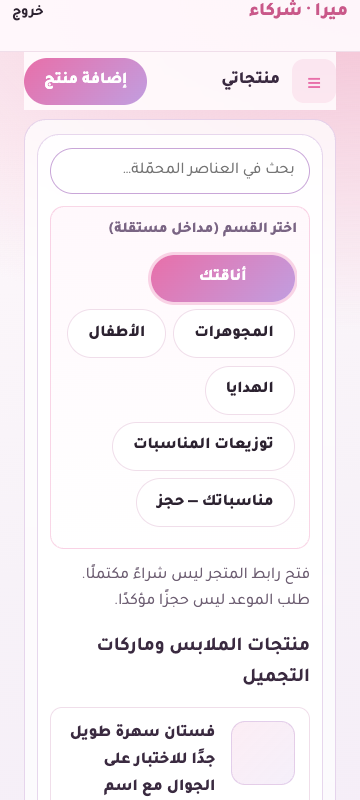 ميرا · شركاء
خروج
منتجاتي
إضافة منتج
بحث في العناصر المحمّلة…
اختر القسم (مداخل مستقلة)
أناقتك
المجوهرات
الأطفال
الهدايا
توزيعات المناسبات
مناسباتك — حجز
فتح رابط المتجر ليس شراءً مكتملًا.
طلب الموعد ليس حجزًا مؤكدًا.
منتجات الملابس وماركات
التجميل
فستان سهرة طويل
جدًا للاختبار على
الجوال مع اسم